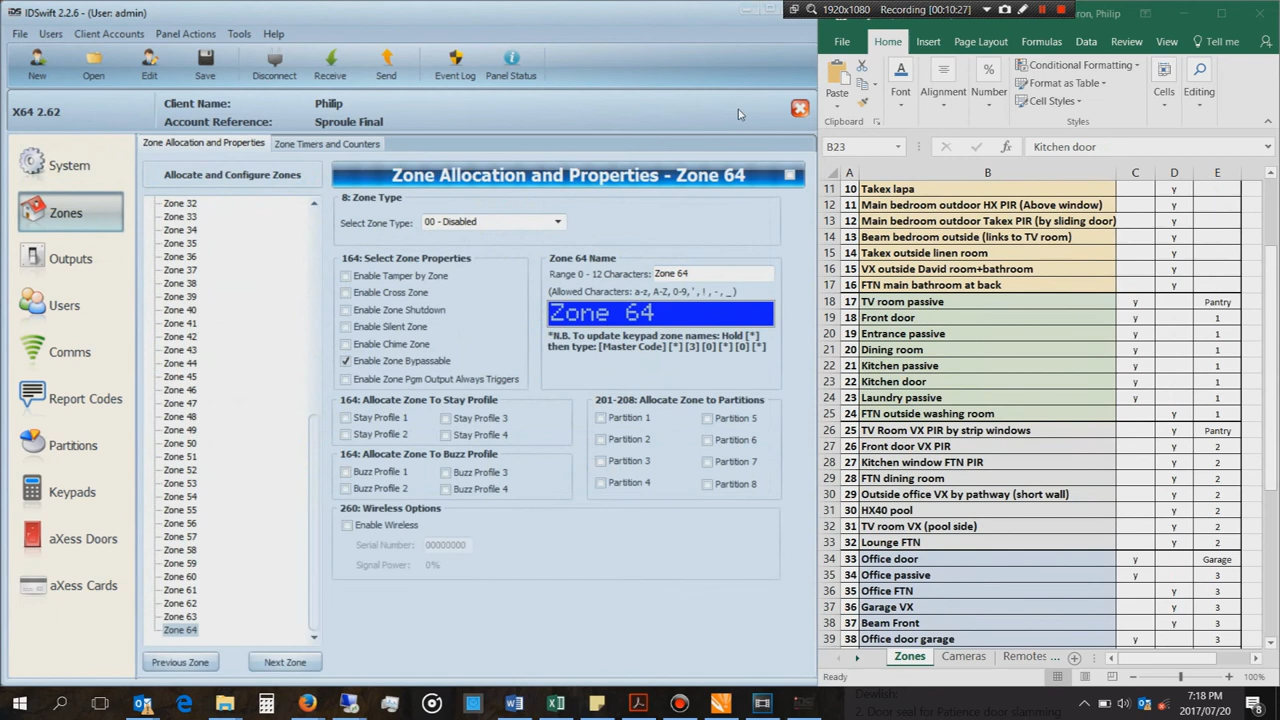 IDSwift 2.2.6 - (User: admin)
1920x1080 Recording [00:10:27]
ron, Philip
File Users Client Accounts Panel Actions Tools Help
File Home Insert Page Layout Formulas Data Review View Tell me
New Open Edit Save Disconnect Receive Send Event Log Panel Status
Paste Font Alignment Number Conditional Formatting Format as Table Cell Styles Cells Editing
Clipboard Styles
X64 2.62
Client Name: Philip
Account Reference: Sproule Final
B23 Kitchen door
System
Zones
Outputs
Users
Comms
Report Codes
Partitions
Keypads
aXess Doors
aXess Cards
Zone Allocation and Properties Zone Timers and Counters
Allocate and Configure Zones
Zone 32
Zone 33
Zone 34
Zone 35
Zone 36
Zone 37
Zone 38
Zone 39
Zone 40
Zone 41
Zone 42
Zone 43
Zone 44
Zone 45
Zone 46
Zone 47
Zone 48
Zone 49
Zone 50
Zone 51
Zone 52
Zone 53
Zone 54
Zone 55
Zone 56
Zone 57
Zone 58
Zone 59
Zone 60
Zone 61
Zone 62
Zone 63
Zone 64
Previous Zone Next Zone
Zone Allocation and Properties - Zone 64
8: Zone Type
Select Zone Type: 00 - Disabled
164: Select Zone Properties
Enable Tamper by Zone
Enable Cross Zone
Enable Zone Shutdown
Enable Silent Zone
Enable Chime Zone
Enable Zone Bypassable
Enable Zone Pgm Output Always Triggers
Zone 64 Name
Range 0 - 12 Characters: Zone 64
(Allowed Characters: a-z, A-Z, 0-9, ' , ! , - , _ )
Zone 64
*N.B. To update keypad zone names: Hold [*]
then type: [Master Code] [*] [3] [0] [*] [0] [*]
164: Allocate Zone To Stay Profile
Stay Profile 1 Stay Profile 3
Stay Profile 2 Stay Profile 4
164: Allocate Zone To Buzz Profile
Buzz Profile 1 Buzz Profile 3
Buzz Profile 2 Buzz Profile 4
201-208: Allocate Zone to Partitions
Partition 1 Partition 5
Partition 2 Partition 6
Partition 3 Partition 7
Partition 4 Partition 8
260: Wireless Options
Enable Wireless
Serial Number: 00000000
Signal Power: 0%
A B C D E
11 10 Takex lapa y
12 11 Main bedroom outdoor HX PIR (Above window) y
13 12 Main bedroom outdoor Takex PIR (by sliding door) y
14 13 Beam bedroom outside (links to TV room) y
15 14 Takex outside linen room y
16 15 VX outside David room+bathroom y
17 16 FTN main bathroom at back y
18 17 TV room passive y Pantry
19 18 Front door y 1
20 19 Entrance passive y 1
21 20 Dining room y 1
22 21 Kitchen passive y 1
23 22 Kitchen door y 1
24 23 Laundry passive y 1
25 24 FTN outside washing room y 1
26 25 TV Room VX PIR by strip windows y Pantry
27 26 Front door VX PIR y 2
28 27 Kitchen window FTN PIR y 2
29 28 FTN dining room y 2
30 29 Outside office VX by pathway (short wall) y 2
31 30 HX40 pool y 2
32 31 TV room VX (pool side) y 2
33 32 Lounge FTN y 2
34 33 Office door y Garage
35 34 Office passive y 3
36 35 Office FTN y 3
37 36 Garage VX y 3
38 37 Beam Front y 3
39 38 Office door garage y 3
Zones Cameras Remotes ...
Ready 100%
Dewlish:
2. Door seal for Patience door slamming
7:18 PM
2017/07/20
8